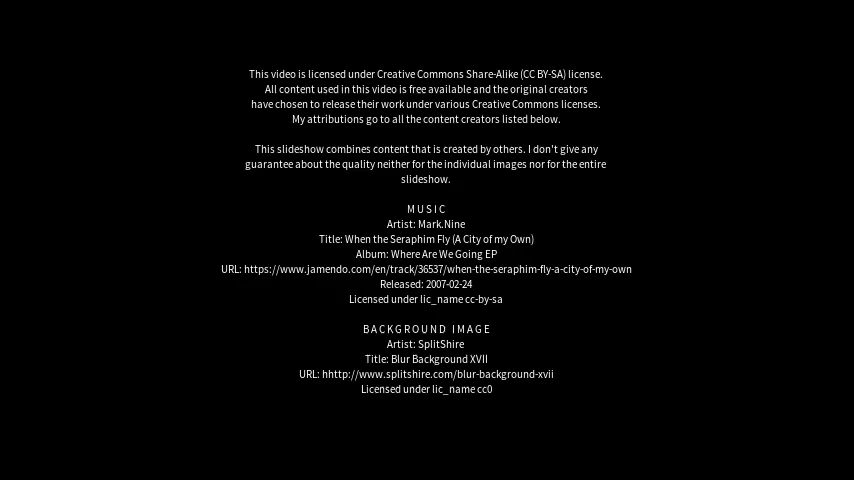 This video is licensed under Creative Commons Share-Alike (CC BY-SA) license.
All content used in this video is free available and the original creators
have chosen to release their work under various Creative Commons licenses.
My attributions go to all the content creators listed below.
This slideshow combines content that is created by others. I don't give any
guarantee about the quality neither for the individual images nor for the entire
slideshow.
MUSIC
Artist: Mark.Nine
Title: When the Seraphim Fly (A City of my Own)
Album: Where Are We Going EP
URL: https://www.jamendo.com/en/track/36537/when-the-seraphim-fly-a-city-of-my-own
Released: 2007-02-24
Licensed under lic_name cc-by-sa
BACKGROUND IMAGE
Artist: SplitShire
Title: Blur Background XVII
URL: hhttp://www.splitshire.com/blur-background-xvii
Licensed under lic_name cc0